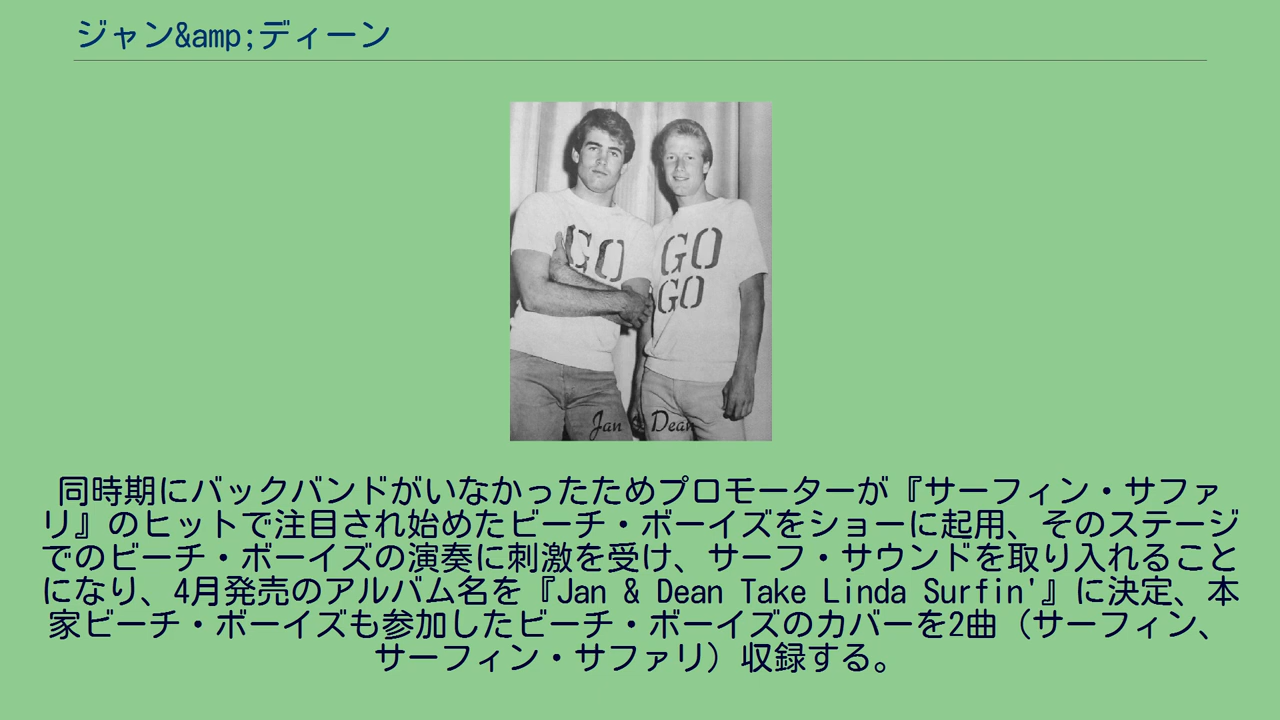 ジャン&amp;ディーン
GO
GO
GO
Jan & Dean
同時期にバックバンドがいなかったためプロモーターが『サーフィン・サファ
リ』のヒットで注目され始めたビーチ・ボーイズをショーに起用、そのステージ
でのビーチ・ボーイズの演奏に刺激を受け、サーフ・サウンドを取り入れること
になり、4月発売のアルバム名を『Jan & Dean Take Linda Surfin'』に決定、本
家ビーチ・ボーイズも参加したビーチ・ボーイズのカバーを2曲（サーフィン、
サーフィン・サファリ）収録する。